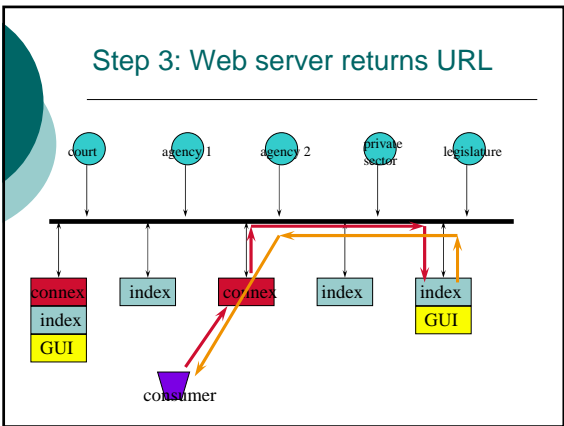 Step 3: Web server returns URL
court
agency 1
agency 2
private
sector
legislature
connex
index
connex
index
index
index
GUI
GUI
consumer